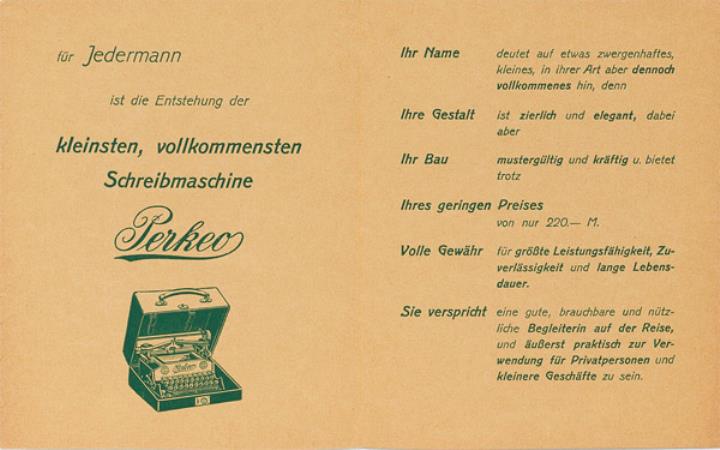 für Jedermann
ist die Entstehung der
kleinsten, vollkommensten
Schreibmaschine
Perkeo
Perkeo
Ihr Name deutet auf etwas zwergenhaftes,
kleines, in ihrer Art aber dennoch
vollkommenes hin, denn
Ihre Gestalt ist zierlich und elegant, dabei
aber
Ihr Bau mustergültig und kräftig u. bietet
trotz
Ihres geringen Preises
von nur 220.— M.
Volle Gewähr für größte Leistungsfähigkeit, Zu-
verlässigkeit und lange Lebens-
dauer.
Sie verspricht eine gute, brauchbare und nütz-
liche Begleiterin auf der Reise,
und äußerst praktisch zur Ver-
wendung für Privatpersonen und
kleinere Geschäfte zu sein.